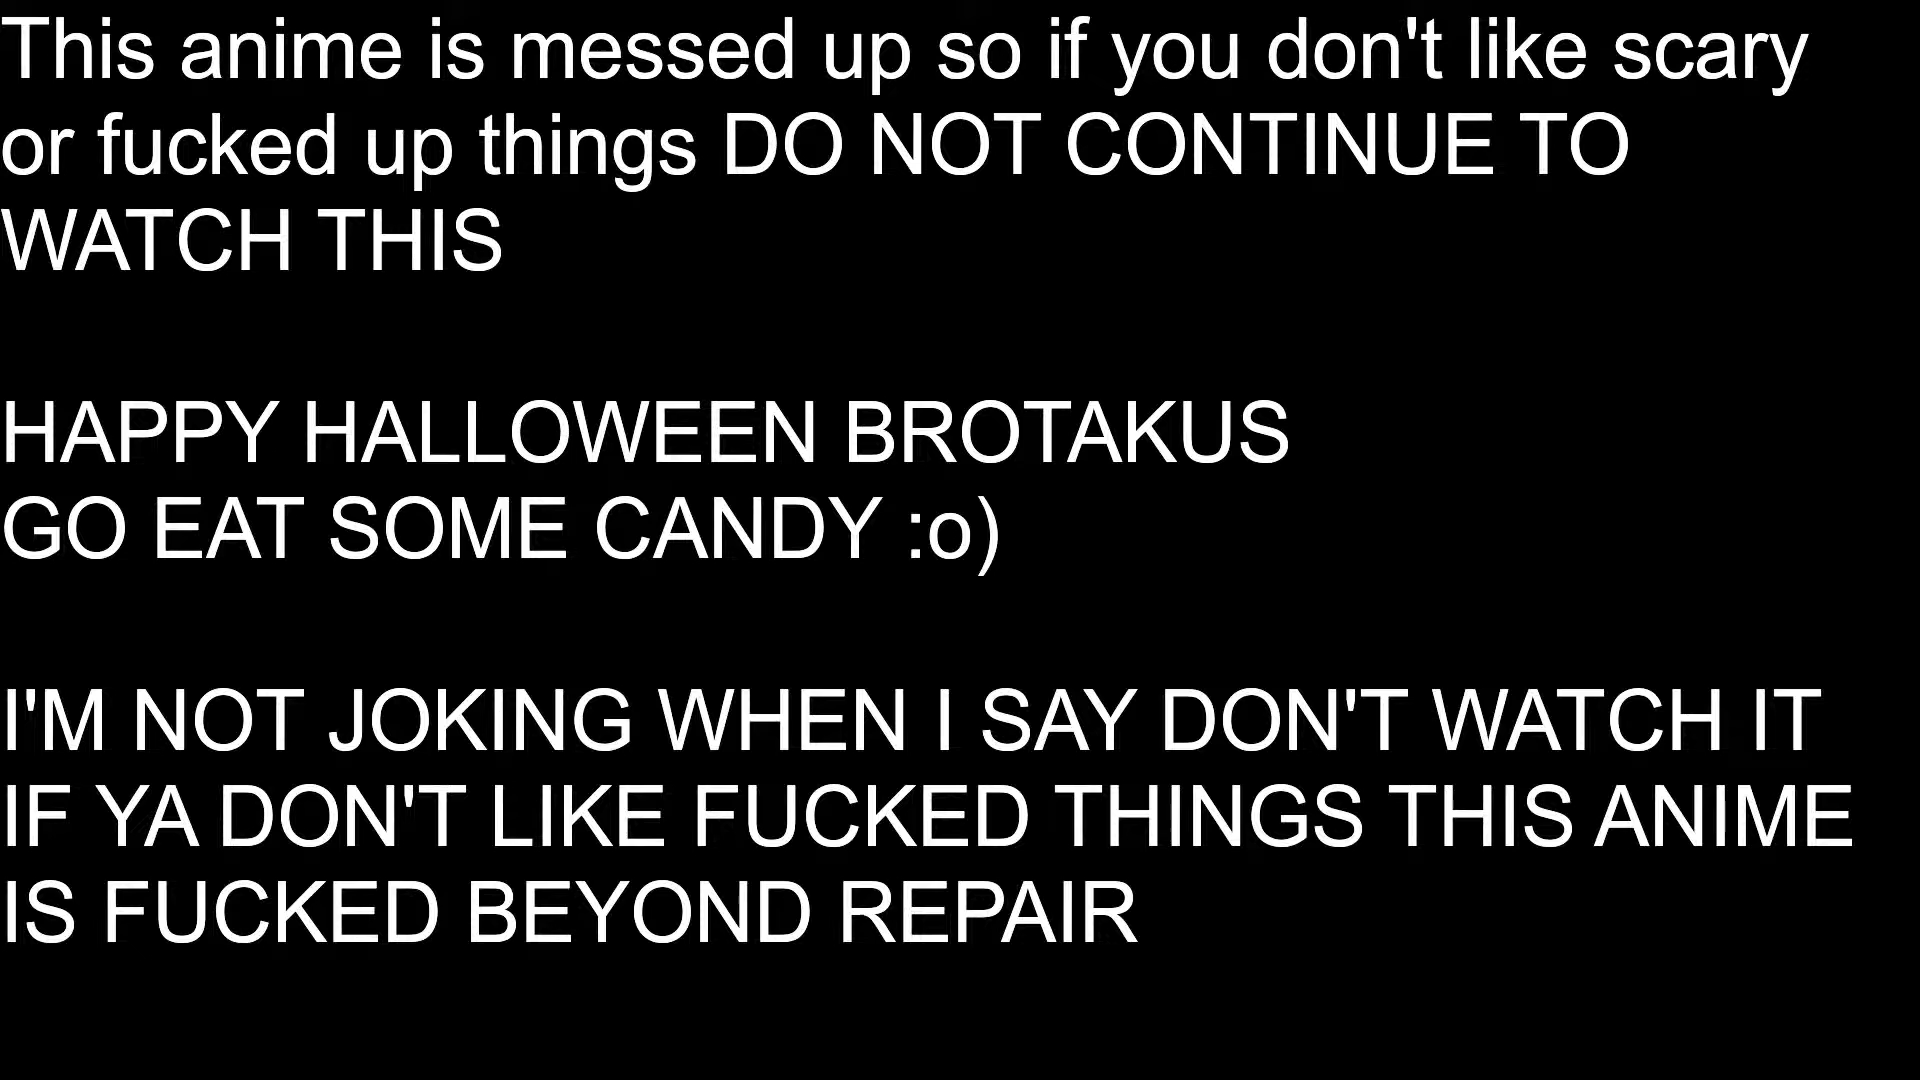 This anime is messed up so if you don't like scary
or fucked up things DO NOT CONTINUE TO
WATCH THIS
HAPPY HALLOWEEN BROTAKUS
GO EAT SOME CANDY :o)
I'M NOT JOKING WHEN I SAY DON'T WATCH IT
IF YA DON'T LIKE FUCKED THINGS THIS ANIME
IS FUCKED BEYOND REPAIR